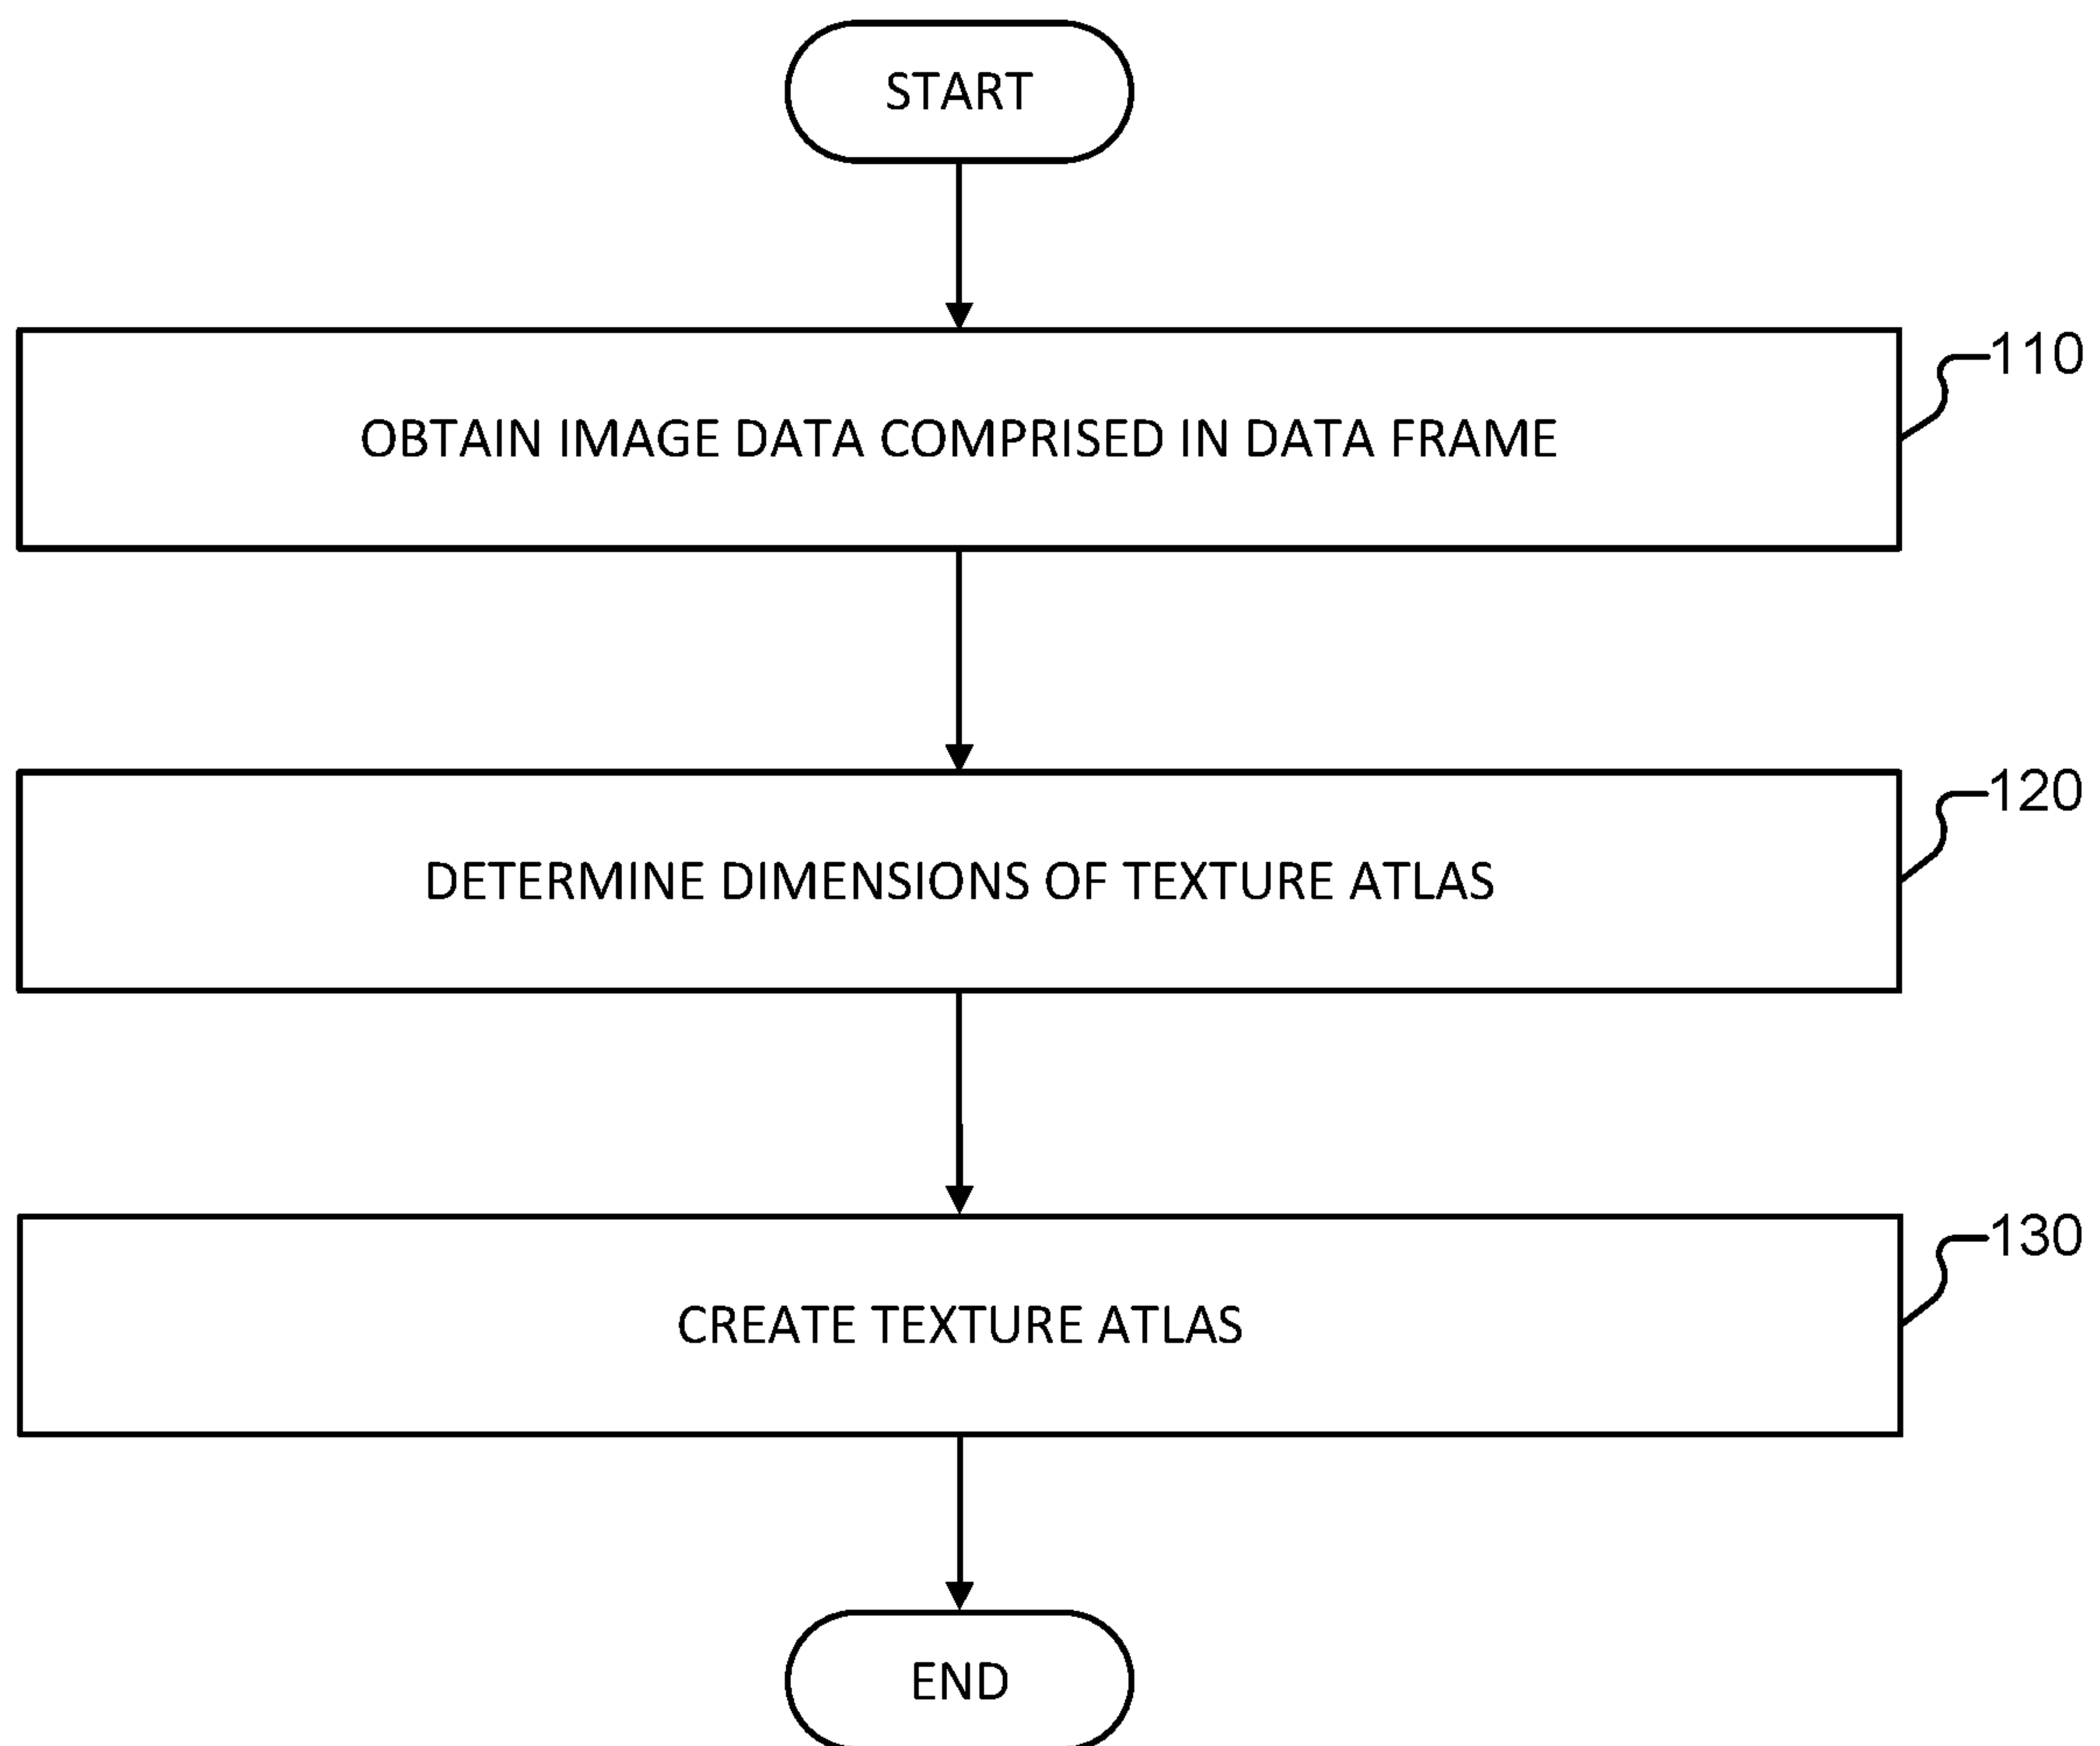 START
110
OBTAIN IMAGE DATA COMPRISED IN DATA FRAME
120
DETERMINE DIMENSIONS OF TEXTURE ATLAS
130
CREATE TEXTURE ATLAS
END